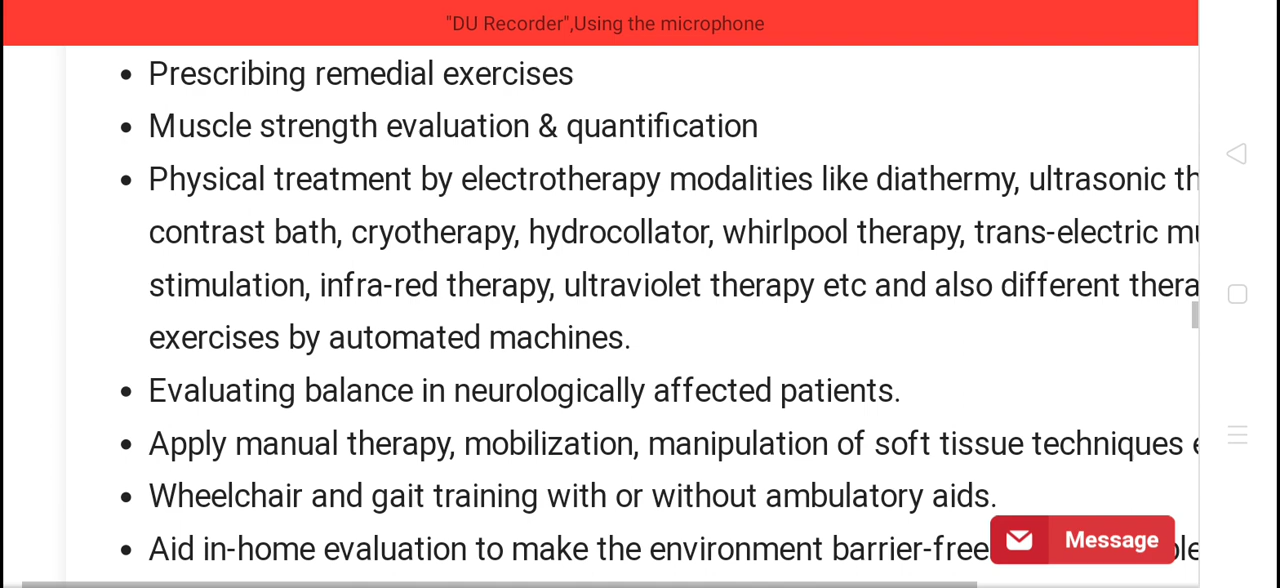 "DU Recorder",Using the microphone
• Prescribing remedial exercises
• Muscle strength evaluation & quantification
• Physical treatment by electrotherapy modalities like diathermy, ultrasonic
contrast bath, cryotherapy, hydrocollator, whirlpool therapy, trans-electric
stimulation, infra-red therapy, ultraviolet therapy etc and also different
exercises by automated machines.
• Evaluating balance in neurologically affected patients.
• Apply manual therapy, mobilization, manipulation of soft tissue techniques
• Wheelchair and gait training with or without ambulatory aids.
• Aid in-home evaluation to make the environment barrier-free
Message